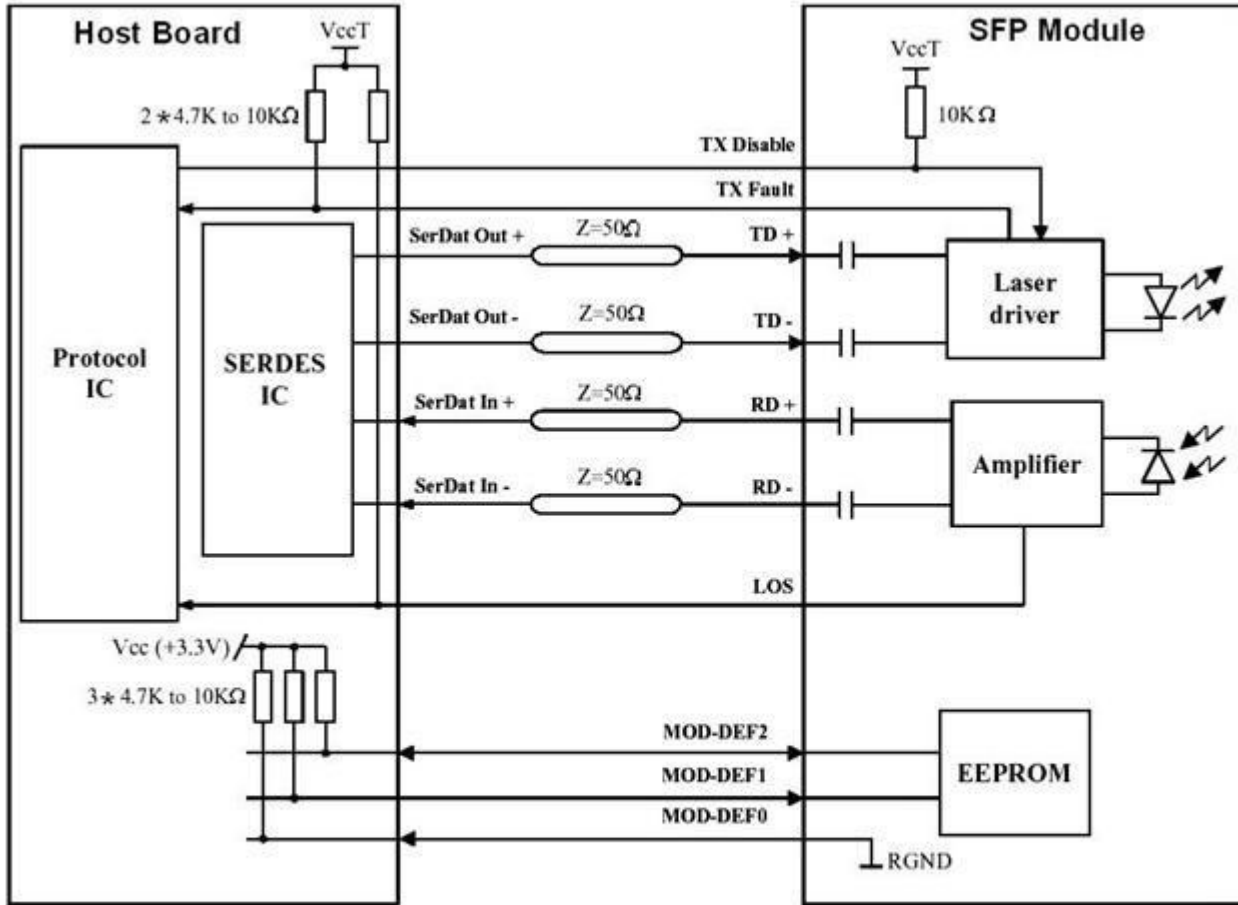 Host Board
VccT
2*4.7K to 10KΩ
SFP Module
VccT
10K Ω
TX Disable
TX Fault
SerDat Out +
Z=50Ω
TD +
SerDat Out -
Z=50Ω
TD -
SerDat In +
Z=50Ω
RD +
SerDat In -
Z=50Ω
RD -
Protocol
IC
SERDES
IC
Laser
driver
Amplifier
LOS
Vcc (+3.3V)
3* 4.7K to 10KΩ
MOD-DEF2
MOD-DEF1
MOD-DEF0
EEPROM
RGND